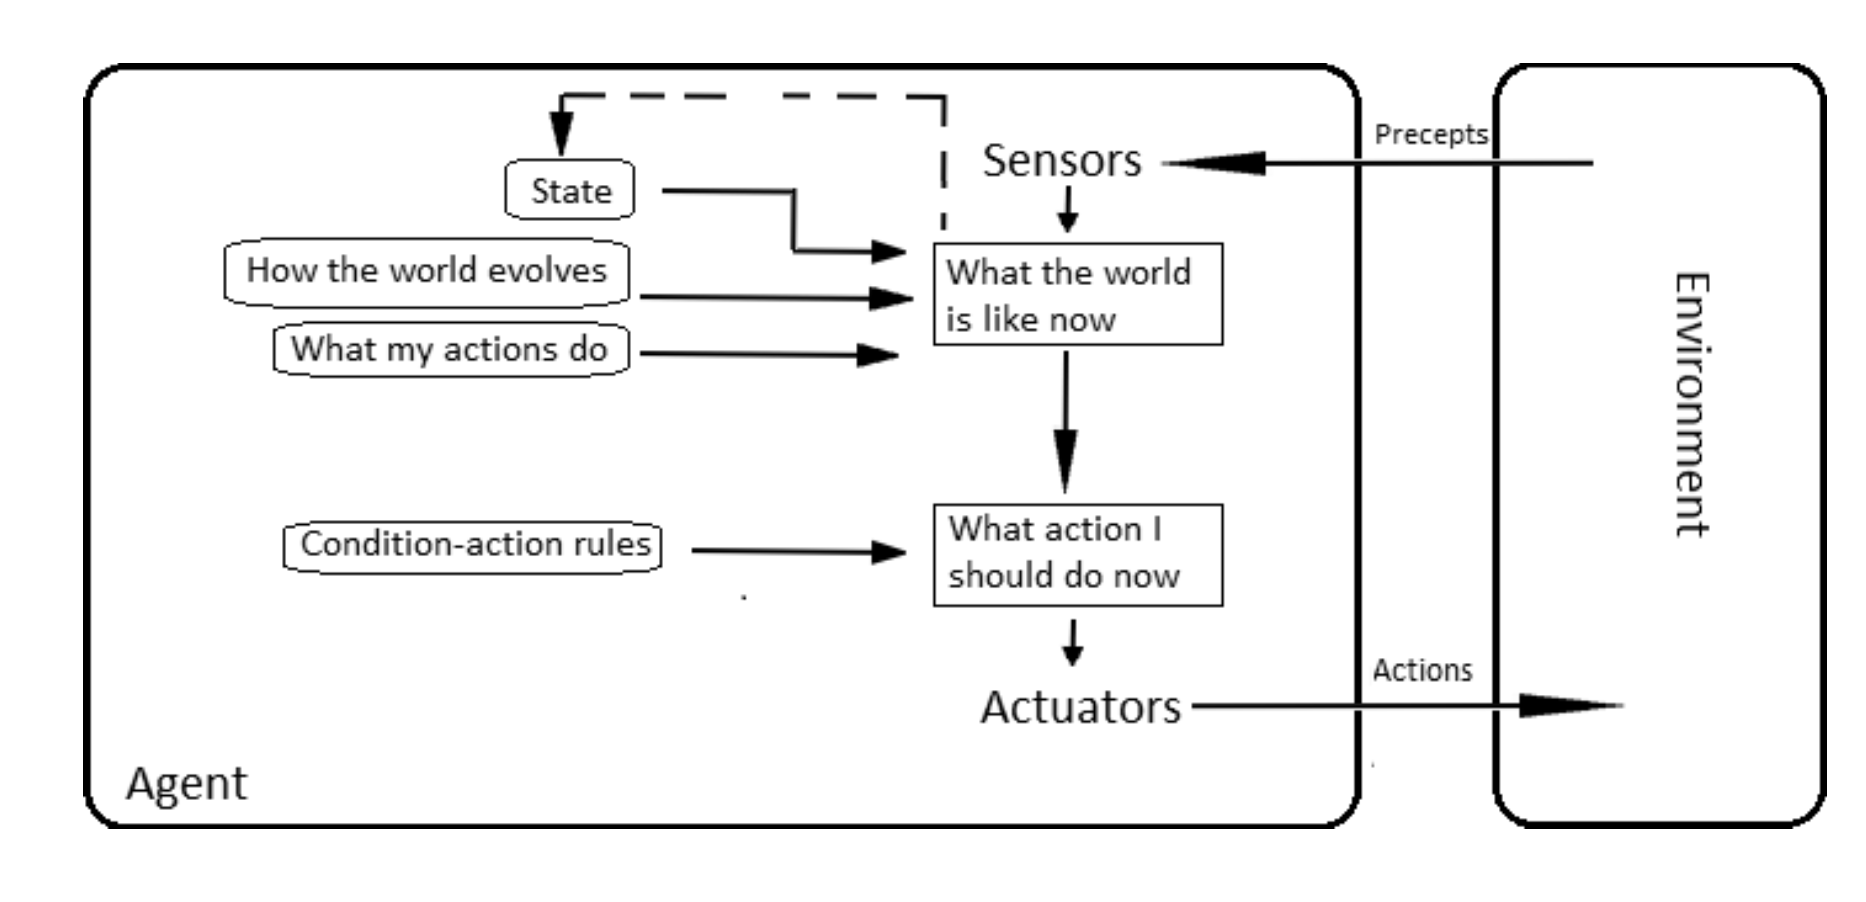 Precepts
Sensors
State
How the world evolves
What the world
is like now
What my actions do
Environment
Condition-action rules
What action I
should do now
Actions
Actuators
Agent